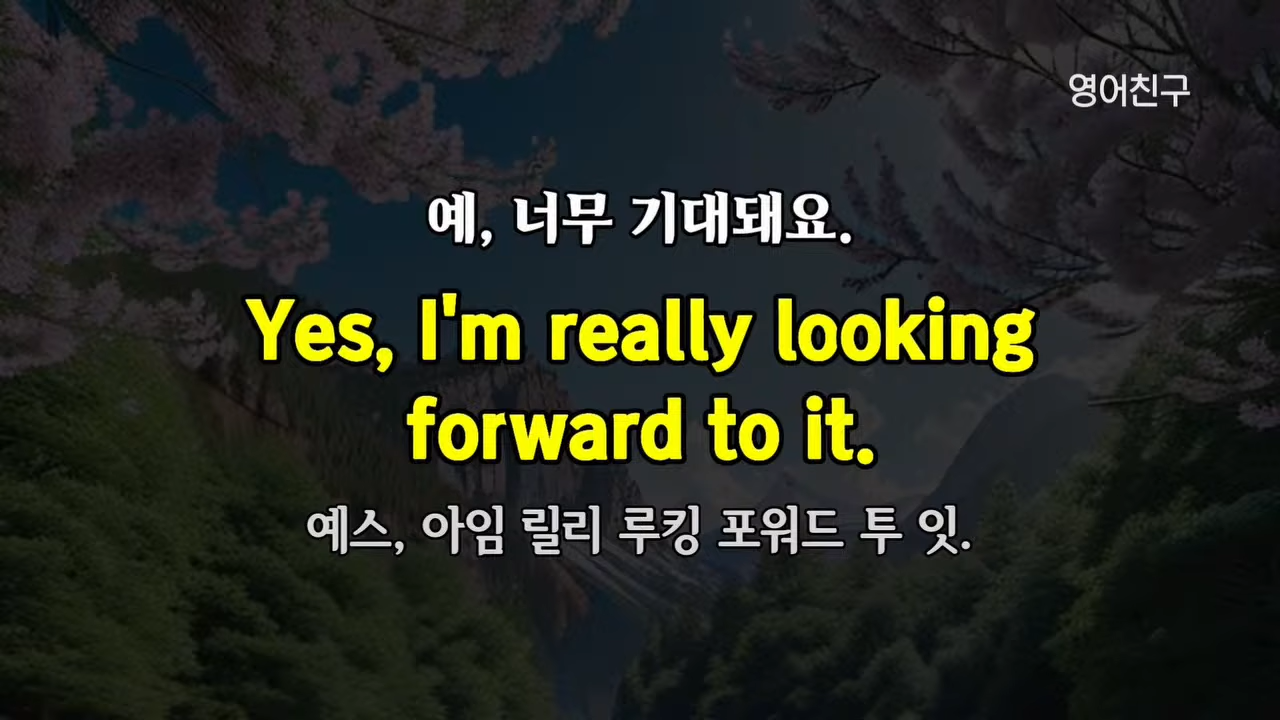 영어친구
예, 너무 기대돼요.
Yes, I'm really looking
forward to it.
예스, 아임 릴리 루킹 포워드 투 잇.